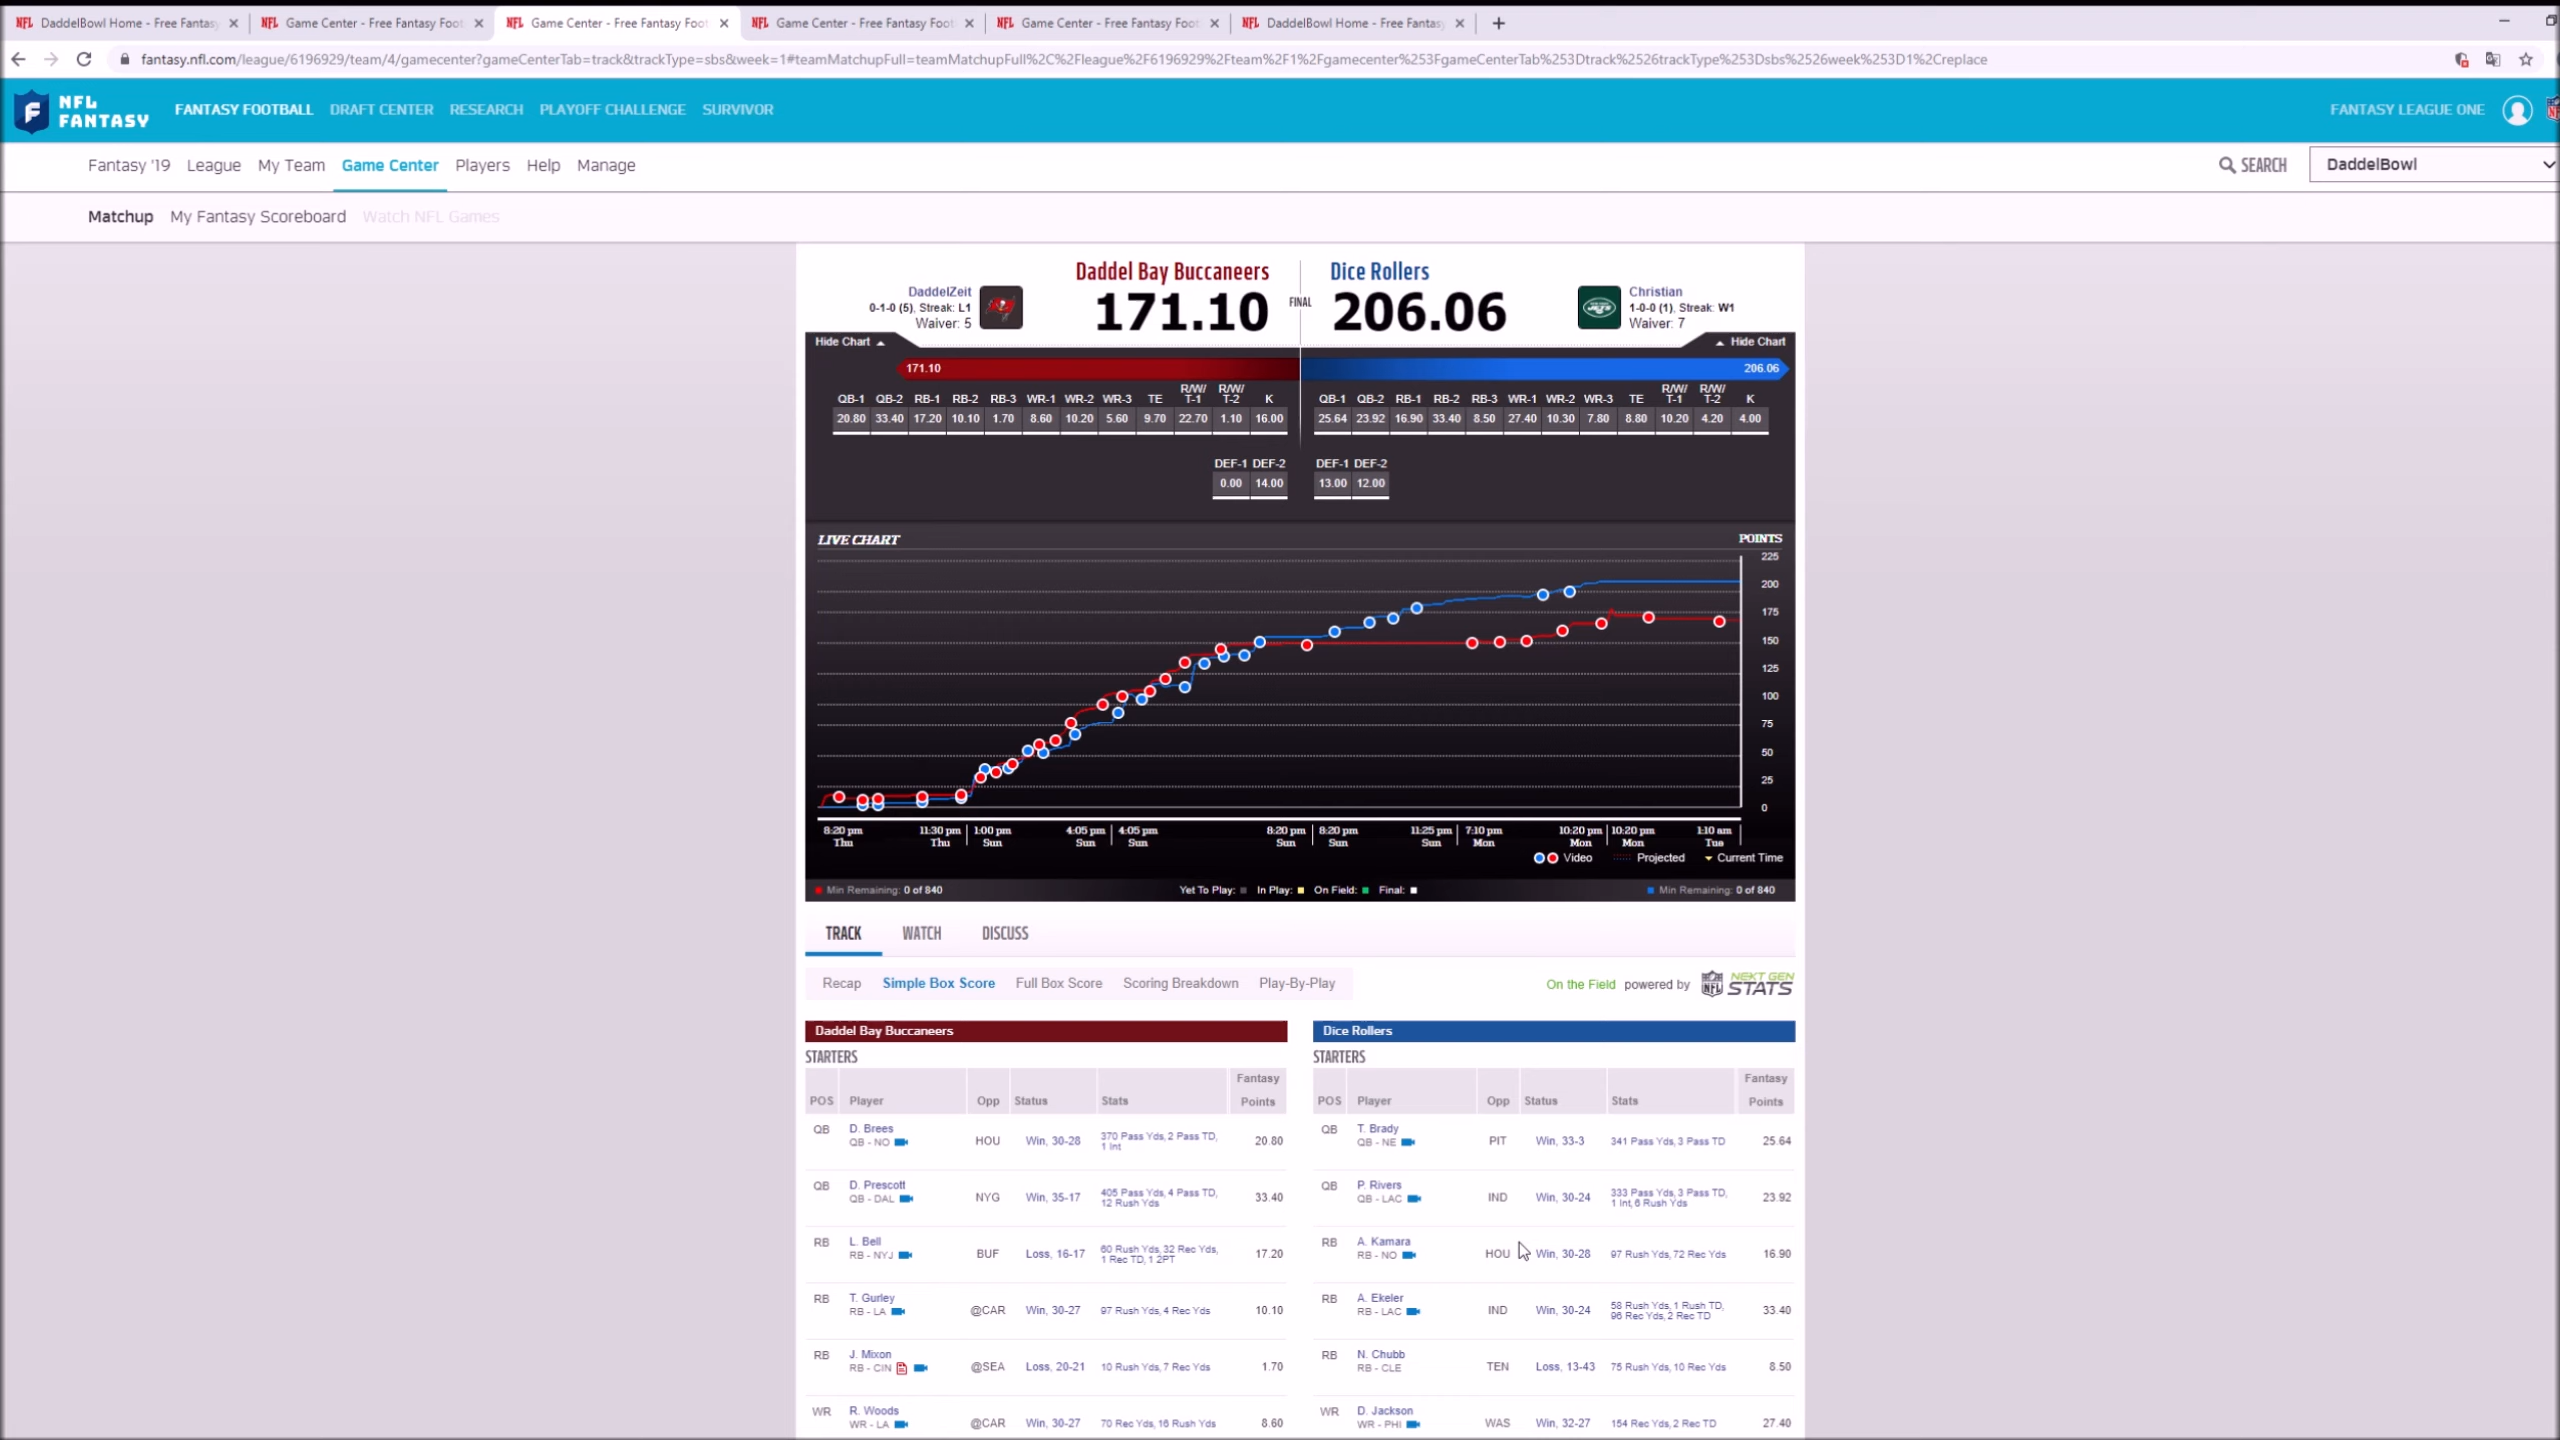 DaddelBowl Home - Free Fantasy
Game Center - Free Fantasy Foot
Game Center - Free Fantasy Foot
Game Center - Free Fantasy Foot
Game Center - Free Fantasy Foot
DaddelBowl Home - Free Fantasy
fantasy.nfl.com/league/6196929/team/4/gamecenter?gameCenterTab=track&trackType=sbs&week=1#teamMatchupFull=teamMatchupFull%2C%2Fleague%2F6196929%2Fteam%2F1%2Fgamecenter%253FgameCenterTab%253Dtrack%2526trackType%253Dsbs%2526week%253D1%2Creplace
NFL FANTASY
FANTASY FOOTBALL DRAFT CENTER RESEARCH PLAYOFF CHALLENGE SURVIVOR
FANTASY LEAGUE ONE
Fantasy '19 League My Team Game Center Players Help Manage
SEARCH
DaddelBowl
Matchup My Fantasy Scoreboard Watch NFL Games
Daddel Bay Buccaneers Dice Rollers
DaddelZeit
0-1-0 (5), Streak: L1
Waiver: 5
171.10 FINAL 206.06
Christian
1-0-0 (1), Streak: W1
Waiver: 7
Hide Chart Hide Chart
171.10 206.06
QB-1 QB-2 RB-1 RB-2 RB-3 WR-1 WR-2 WR-3 TE R/W/T-1 R/W/T-2 K
20.80 33.40 17.20 10.10 1.70 8.60 10.20 5.60 9.70 22.70 1.10 16.00
QB-1 QB-2 RB-1 RB-2 RB-3 WR-1 WR-2 WR-3 TE R/W/T-1 R/W/T-2 K
25.64 23.92 16.90 33.40 8.50 27.40 10.30 7.80 8.80 10.20 4.20 4.00
DEF-1 DEF-2 DEF-1 DEF-2
0.00 14.00 13.00 12.00
LIVE CHART POINTS
225
200
175
150
125
100
75
50
25
0
8:20 pm Thu 11:30 pm Thu 1:00 pm Sun 4:05 pm Sun 4:05 pm Sun 8:20 pm Sun 8:20 pm Sun 11:25 pm Sun 7:10 pm Mon 10:20 pm Mon 10:20 pm Mon 1:10 am Tue
Video Projected Current Time
Min Remaining: 0 of 840 Yet To Play: In Play: On Field: Final: Min Remaining: 0 of 840
TRACK WATCH DISCUSS
Recap Simple Box Score Full Box Score Scoring Breakdown Play-By-Play
On the Field powered by NFL NEXT GEN STATS
Daddel Bay Buccaneers
STARTERS
POS Player Opp Status Stats Fantasy Points
QB D. Brees QB - NO HOU Win, 30-28 370 Pass Yds, 2 Pass TD, 1 Int 20.80
QB D. Prescott QB - DAL NYG Win, 35-17 405 Pass Yds, 4 Pass TD, 12 Rush Yds 33.40
RB L. Bell RB - NYJ BUF Loss, 16-17 60 Rush Yds, 32 Rec Yds, 1 Rec TD, 1 2PT 17.20
RB T. Gurley RB - LA @CAR Win, 30-27 97 Rush Yds, 4 Rec Yds 10.10
RB J. Mixon RB - CIN @SEA Loss, 20-21 10 Rush Yds, 7 Rec Yds 1.70
WR R. Woods WR - LA @CAR Win, 30-27 70 Rec Yds, 16 Rush Yds 8.60
Dice Rollers
STARTERS
POS Player Opp Status Stats Fantasy Points
QB T. Brady QB - NE PIT Win, 33-3 341 Pass Yds, 3 Pass TD 25.64
QB P. Rivers QB - LAC IND Win, 30-24 333 Pass Yds, 3 Pass TD, 1 Int, 6 Rush Yds 23.92
RB A. Kamara RB - NO HOU Win, 30-28 97 Rush Yds, 72 Rec Yds 16.90
RB A. Ekeler RB - LAC IND Win, 30-24 58 Rush Yds, 1 Rush TD, 96 Rec Yds, 2 Rec TD 33.40
RB N. Chubb RB - CLE TEN Loss, 13-43 75 Rush Yds, 10 Rec Yds 8.50
WR D. Jackson WR - PHI WAS Win, 32-27 154 Rec Yds, 2 Rec TD 27.40